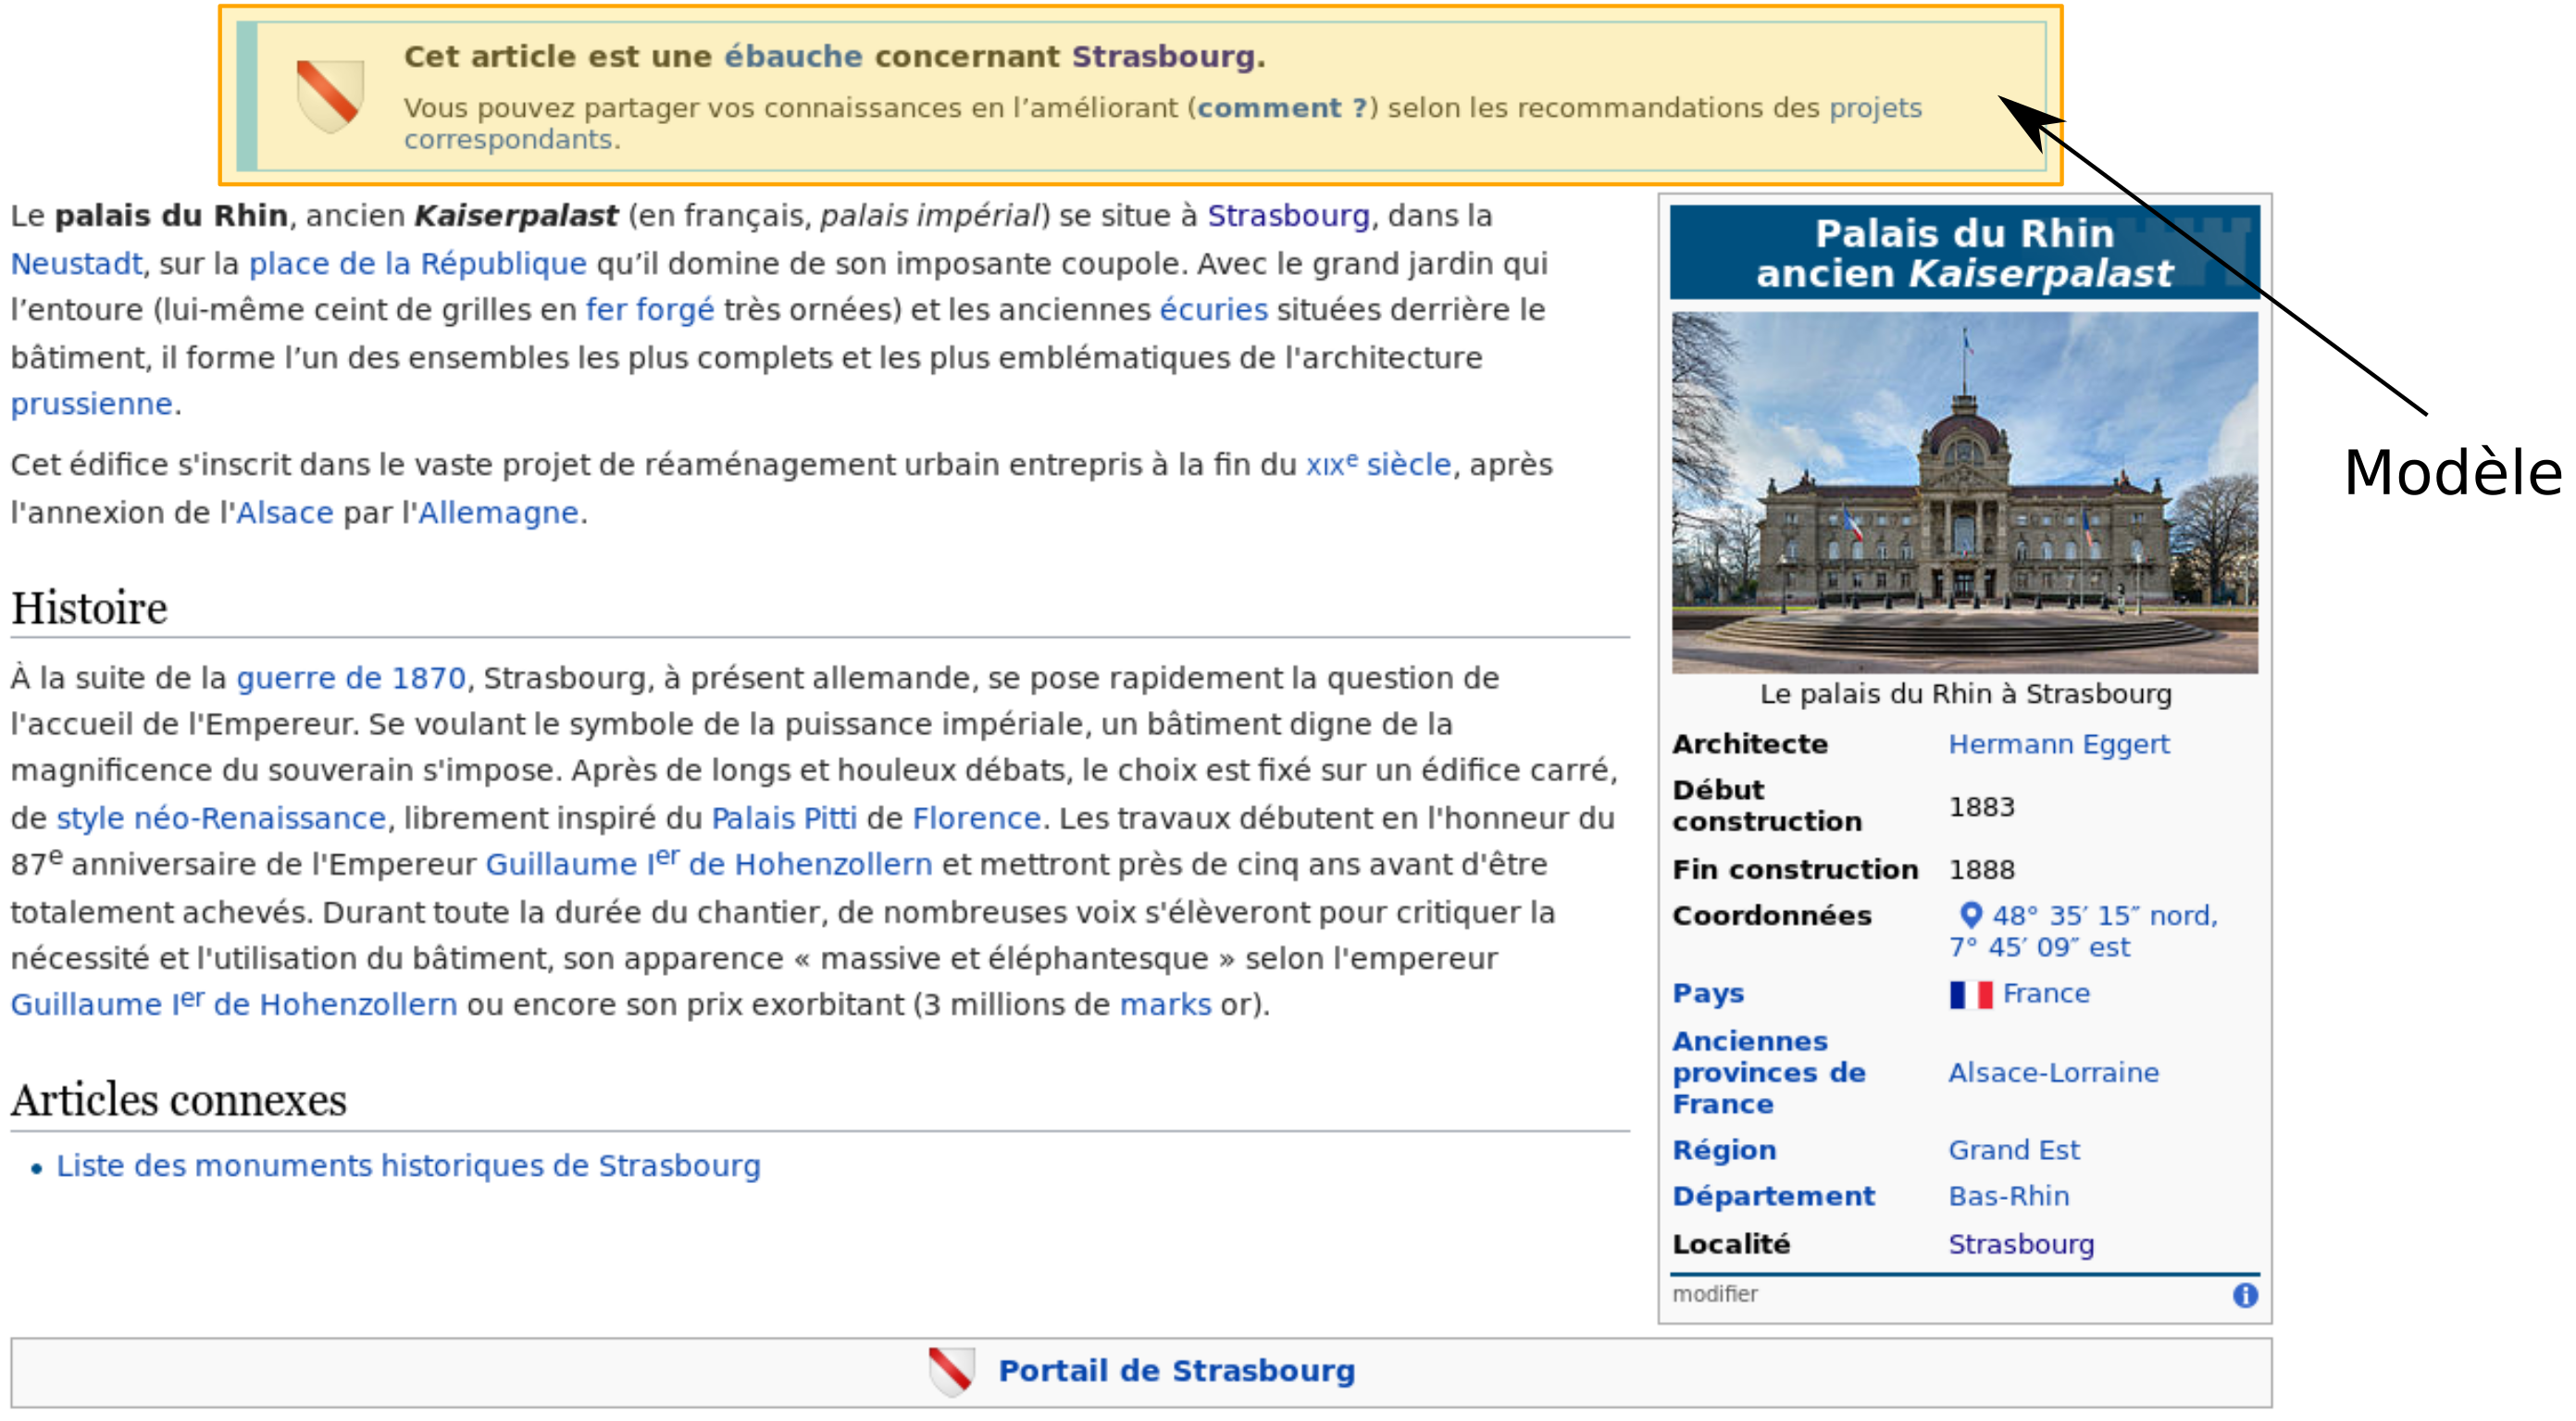 Cet article est une ébauche concernant Strasbourg.
Vous pouvez partager vos connaissances en l’améliorant (comment ?) selon les recommandations des projets
correspondants.
Le palais du Rhin, ancien Kaiserpalast (en français, palais impérial) se situe à Strasbourg, dans la
Neustadt, sur la place de la République qu’il domine de son imposante coupole. Avec le grand jardin qui
l’entoure (lui-même ceint de grilles en fer forgé très ornées) et les anciennes écuries situées derrière le
bâtiment, il forme l’un des ensembles les plus complets et les plus emblématiques de l'architecture
prussienne.
Cet édifice s'inscrit dans le vaste projet de réaménagement urbain entrepris à la fin du XIXe siècle, après
l'annexion de l'Alsace par l'Allemagne.
Histoire
À la suite de la guerre de 1870, Strasbourg, à présent allemande, se pose rapidement la question de
l'accueil de l'Empereur. Se voulant le symbole de la puissance impériale, un bâtiment digne de la
magnificence du souverain s'impose. Après de longs et houleux débats, le choix est fixé sur un édifice carré,
de style néo-Renaissance, librement inspiré du Palais Pitti de Florence. Les travaux débutent en l'honneur du
87e anniversaire de l'Empereur Guillaume Ier de Hohenzollern et mettront près de cinq ans avant d'être
totalement achevés. Durant toute la durée du chantier, de nombreuses voix s'élèveront pour critiquer la
nécessité et l'utilisation du bâtiment, son apparence « massive et éléphantesque » selon l'empereur
Guillaume Ier de Hohenzollern ou encore son prix exorbitant (3 millions de marks or).
Articles connexes
• Liste des monuments historiques de Strasbourg
Palais du Rhin
ancien Kaiserpalast
Le palais du Rhin à Strasbourg
Architecte Hermann Eggert
Début
construction 1883
Fin construction 1888
Coordonnées 48° 35′ 15″ nord,
7° 45′ 09″ est
Pays France
Anciennes
provinces de Alsace-Lorraine
France
Région Grand Est
Département Bas-Rhin
Localité Strasbourg
modifier
Modèle
Portail de Strasbourg